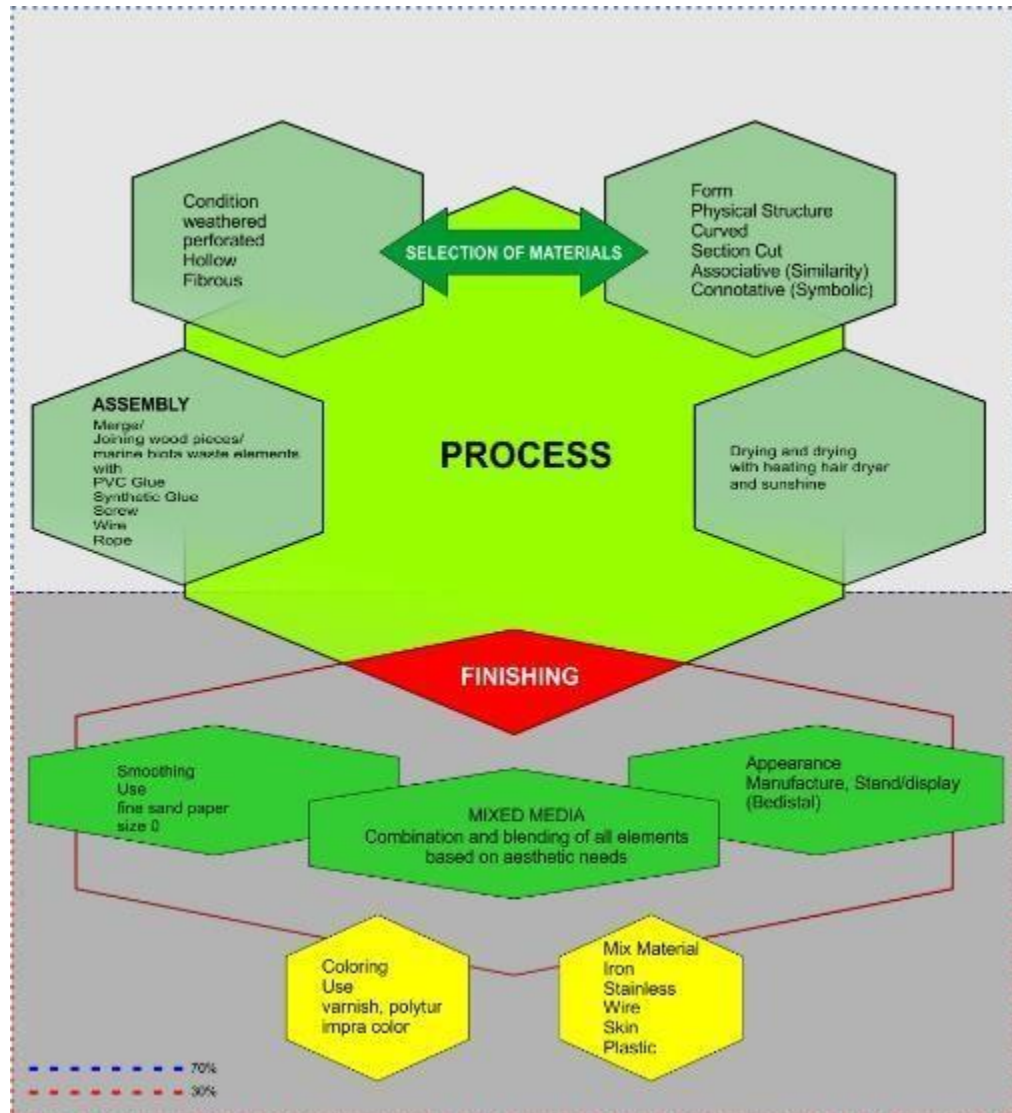 Condition
weathered
perforated
Hollow
Fibrous
SELECTION OF MATERIALS
Form
Physical Structure
Curved
Section Cut
Associative (Similarity)
Connotative (Symbolic)
ASSEMBLY
Merge/
Joining wood pieces/
marine biota waste elements
with
PVC Glue
Synthetic Glue
Screw
Wire
Rope
PROCESS
Drying and drying
with heating hair dryer
and sunshine
FINISHING
Smoothing
Use
fine sand paper
size 0
MIXED MEDIA
Combination and blending of all elements
based on aesthetic needs
Appearance
Manufacture, Stand/display
(Bedistal)
Coloring
Use
varnish, polytur
impra color
Mix Material
Iron
Stainless
Wire
Skin
Plastic
70%
30%